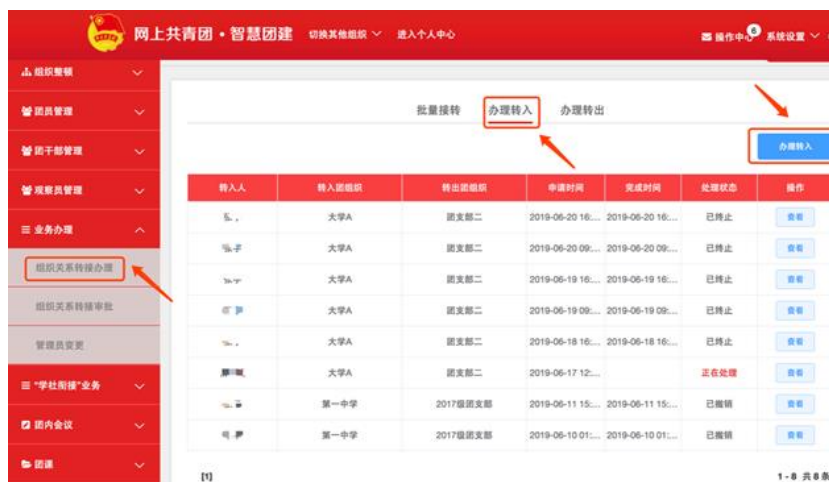 网上共青团·智慧团建 切换其他组织 进入个人中心 操作中心 6 系统设置
组织整顿
团员管理
团干部管理
观察员管理
业务办理
组织关系转接办理
组织关系转接审批
管理员变更
"学社衔接"业务
团内会议
团课
批量接转 办理转入 办理转出
办理转入
转入人 转入团组织 转出团组织 申请时间 完成时间 处理状态 操作
大学A 团支部二 2019-06-20 16:... 2019-06-20 16:... 已终止 查看
大学A 团支部二 2019-06-20 09:... 2019-06-20 09:... 已终止 查看
大学A 团支部二 2019-06-19 16:... 2019-06-19 16:... 已终止 查看
大学A 团支部二 2019-06-19 09:... 2019-06-19 09:... 已终止 查看
大学A 团支部二 2019-06-18 16:... 2019-06-18 16:... 已终止 查看
大学A 团支部二 2019-06-17 12:... 正在处理 查看
第一中学 2017级团支部 2019-06-11 15:... 2019-06-11 15:... 已撤销 查看
第一中学 2017级团支部 2019-06-10 01:... 2019-06-10 01:... 已撤销 查看
[1] 1-8 共8条